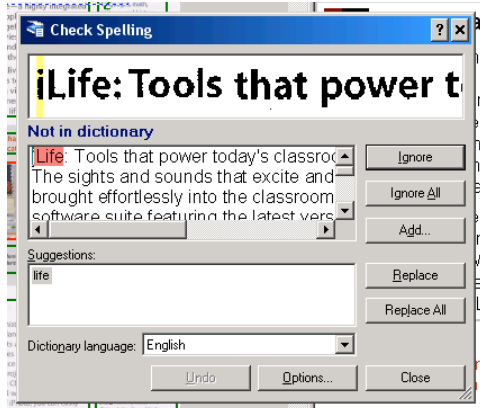 Check Spelling
iLife: Tools that power t
Not in dictionary
Life: Tools that power today's classroo
The sights and sounds that excite and
brought effortlessly into the classroom
software suite featuring the latest vers
Ignore
Ignore All
Add...
Suggestions:
life
Replace
Replace All
Dictionary language: English
Undo
Options...
Close